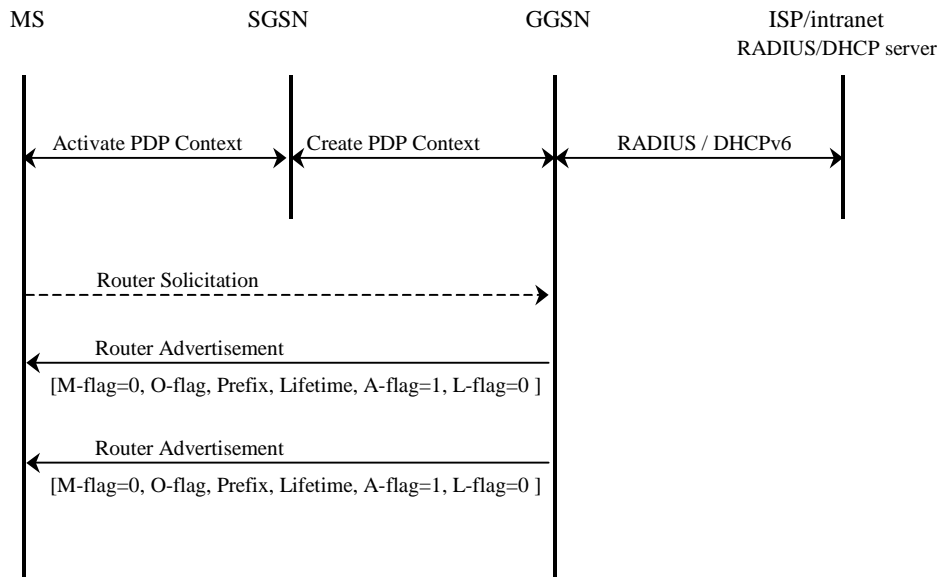 MS
SGSN
GGSN
ISP/intranet
RADIUS/DHCP server
Activate PDP Context
Create PDP Context
RADIUS / DHCPv6
Router Solicitation
Router Advertisement
[M-flag=0, O-flag, Prefix, Lifetime, A-flag=1, L-flag=0 ]
Router Advertisement
[M-flag=0, O-flag, Prefix, Lifetime, A-flag=1, L-flag=0 ]